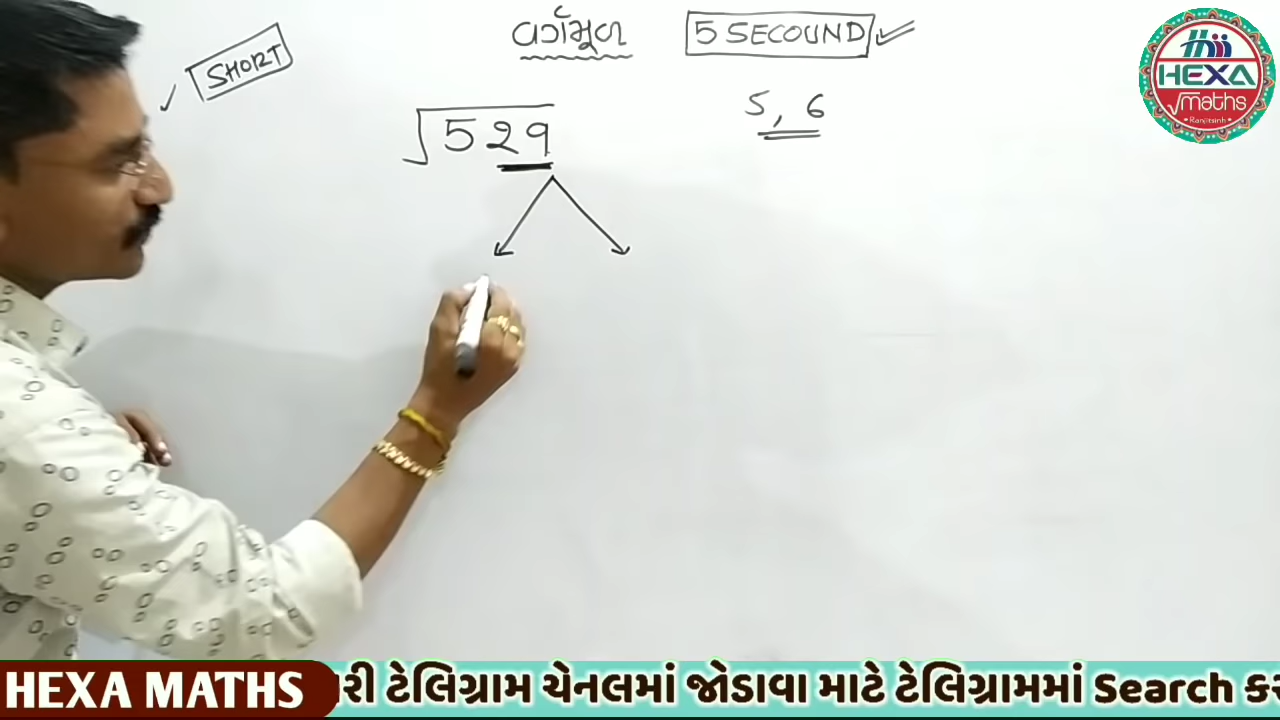 વર્ગમૂળ 5 SECOUND
SHORT
√529
5, 6
HEXA
√maths
Ranjitsinh
HEXA MATHS
રી ટેલિગ્રામ ચેનલમાં જોડાવા માટે ટેલિગ્રામમાં Search